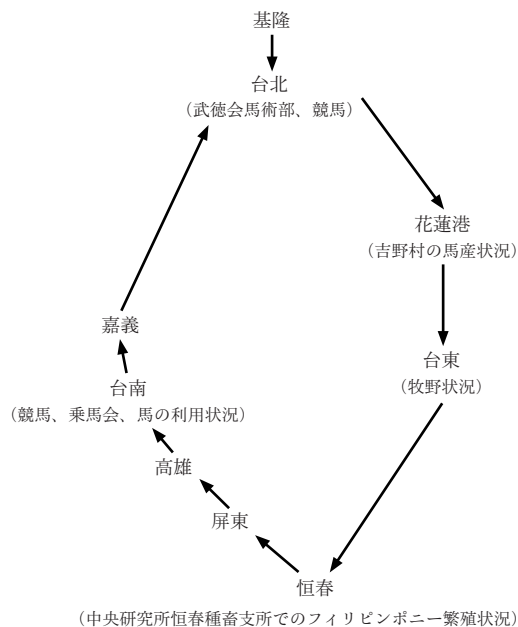 基隆
台北
（武徳会馬術部、競馬）
花蓮港
（吉野村の馬産状況）
台東
（牧野状況）
恒春
（中央研究所恒春種畜支所でのフィリピンポニー繁殖状況）
屏東
高雄
台南
（競馬、乗馬会、馬の利用状況）
嘉義